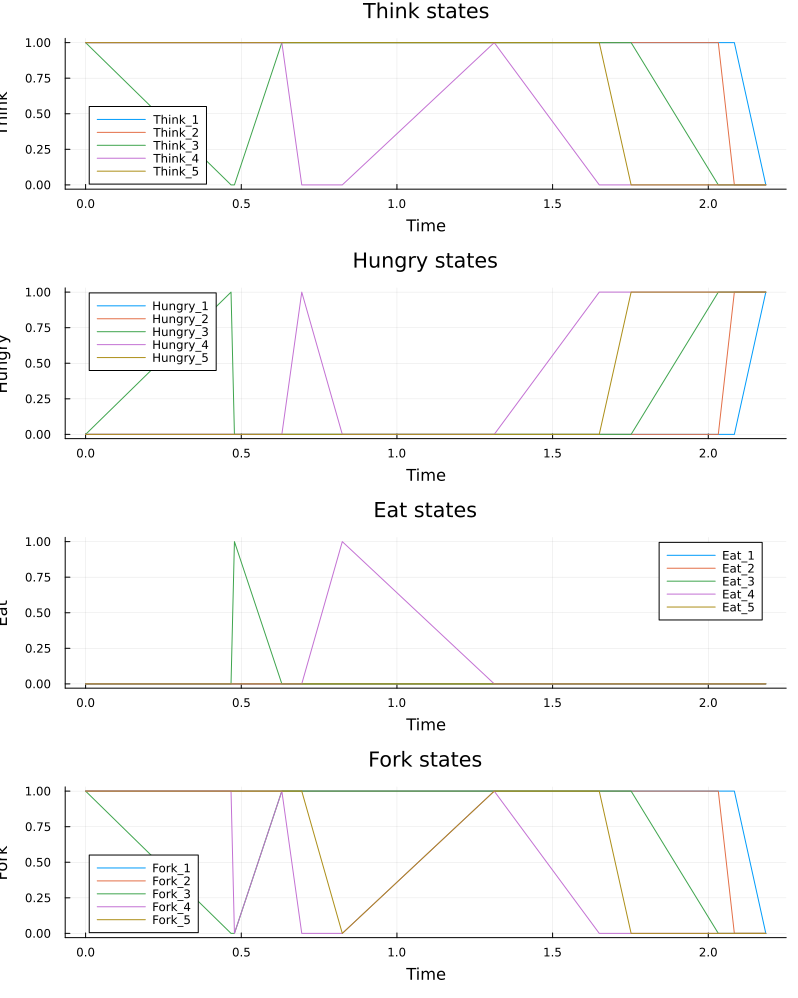 Think states
1.00
0.75
0.50
0.25
0.00
Think
Think_1
Think_2
Think_3
Think_4
Think_5
0.0 0.5 1.0 1.5 2.0
Time
Hungry states
1.00
0.75
0.50
0.25
0.00
Hungry
Hungry_1
Hungry_2
Hungry_3
Hungry_4
Hungry_5
0.0 0.5 1.0 1.5 2.0
Time
Eat states
1.00
0.75
0.50
0.25
0.00
Eat
Eat_1
Eat_2
Eat_3
Eat_4
Eat_5
0.0 0.5 1.0 1.5 2.0
Time
Fork states
1.00
0.75
0.50
0.25
0.00
Fork
Fork_1
Fork_2
Fork_3
Fork_4
Fork_5
0.0 0.5 1.0 1.5 2.0
Time